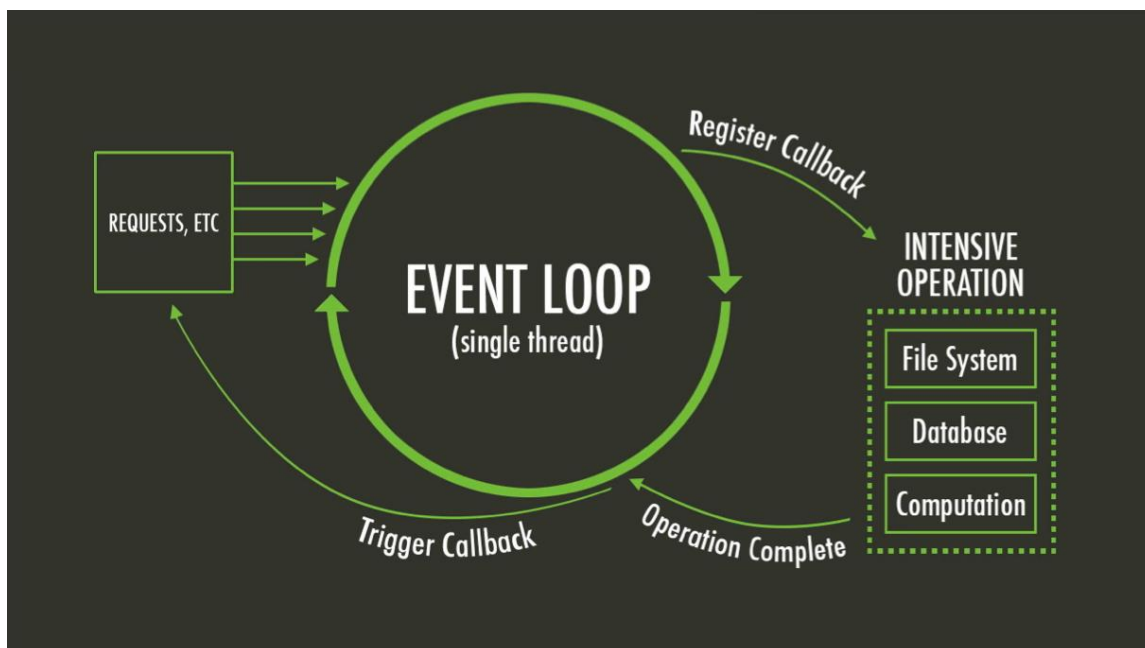 REQUESTS, ETC
EVENT LOOP
(single thread)
Register Callback
INTENSIVE
OPERATION
File System
Database
Computation
Operation Complete
Trigger Callback